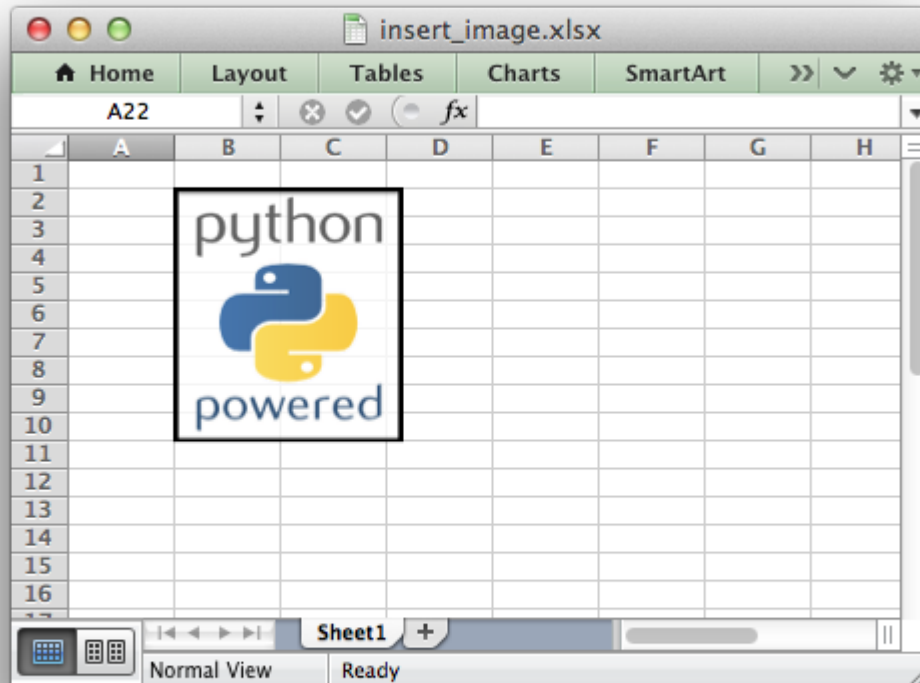 insert_image.xlsx
Home Layout Tables Charts SmartArt
A22 fx
A B C D E F G H
1
2
3
4
5
6
7
8
9
10
11
12
13
14
15
16
python
powered
Sheet1 +
Normal View Ready